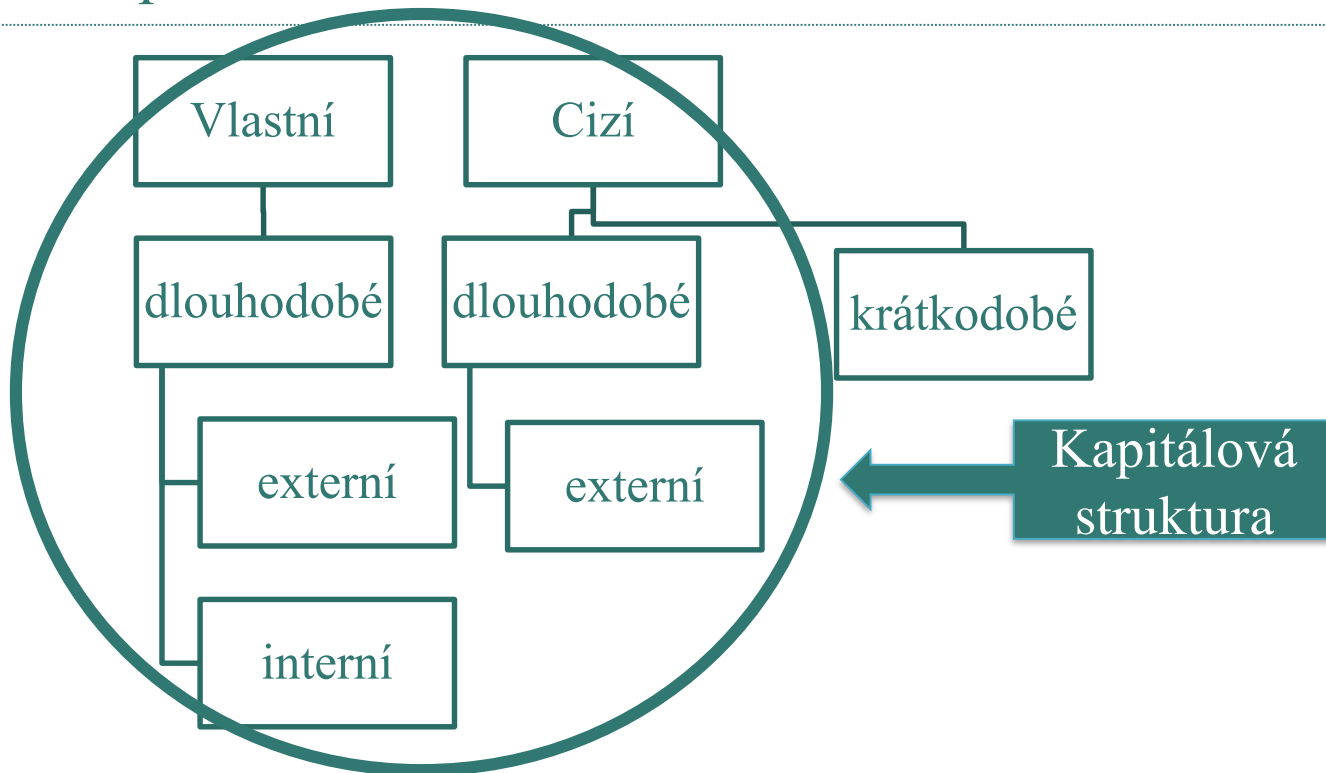 Vlastní
Cizí
dlouhodobé
dlouhodobé
krátkodobé
externí
externí
Kapitálová
struktura
interní